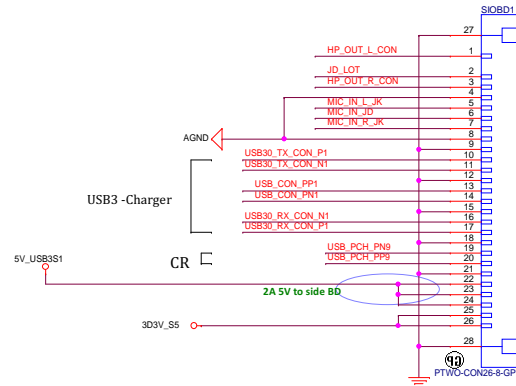 SIOBD1
27
HP_OUT_L_CON
1
JD_LOT
2
HP_OUT_R_CON
3
4
MIC_IN_L_JK
5
MIC_IN_JD
6
MIC_IN_R_JK
7
AGND
8
9
USB30_TX_CON_P1
10
USB30_TX_CON_N1
11
12
USB_CON_PP1
13
USB3 -Charger
USB_CON_PN1
14
15
USB30_RX_CON_N1
16
USB30_RX_CON_P1
17
18
USB_PCH_PN9
19
CR
USB_PCH_PP9
20
5V_USB3S1
21
22
2A 5V to side BD
23
24
25
3D3V_S5
26
28
PTWO-CON26-8-GP